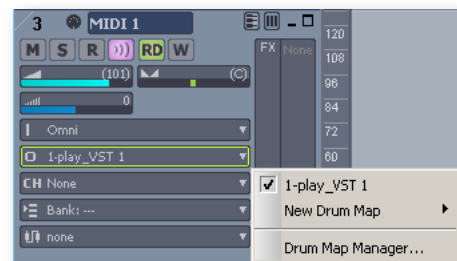 3 MIDI 1
M S R RD W
(101) (C)
0
Omni
1-play_VST 1
CH None
Bank: ---
none
FX None
120
108
96
84
72
60
1-play_VST 1
New Drum Map
Drum Map Manager...